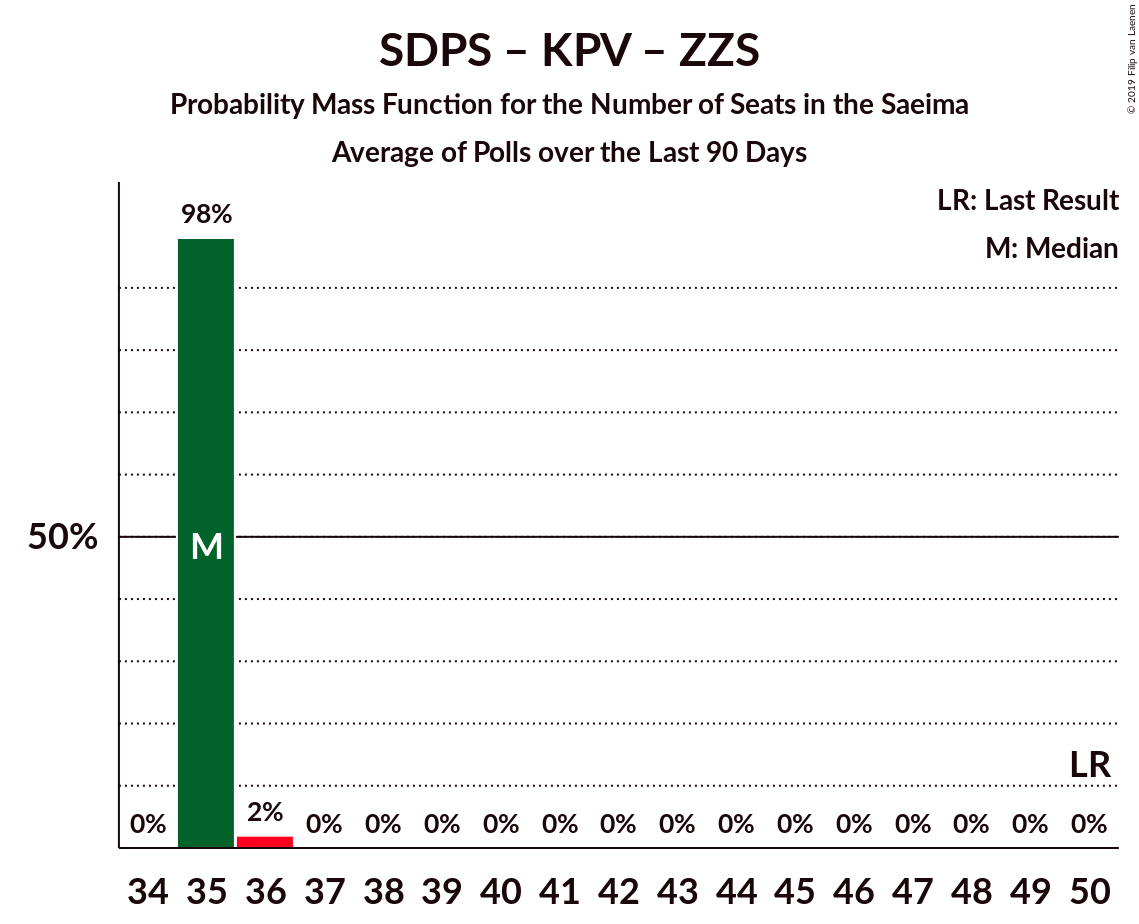 SDPS – KPV – ZZS
Probability Mass Function for the Number of Seats in the Saeima
Average of Polls over the Last 90 Days
© 2019 Filip van Laenen
LR: Last Result
M: Median
98%
50%
M
LR
0% 2% 0% 0% 0% 0% 0% 0% 0% 0% 0% 0% 0% 0% 0% 0%
34 35 36 37 38 39 40 41 42 43 44 45 46 47 48 49 50